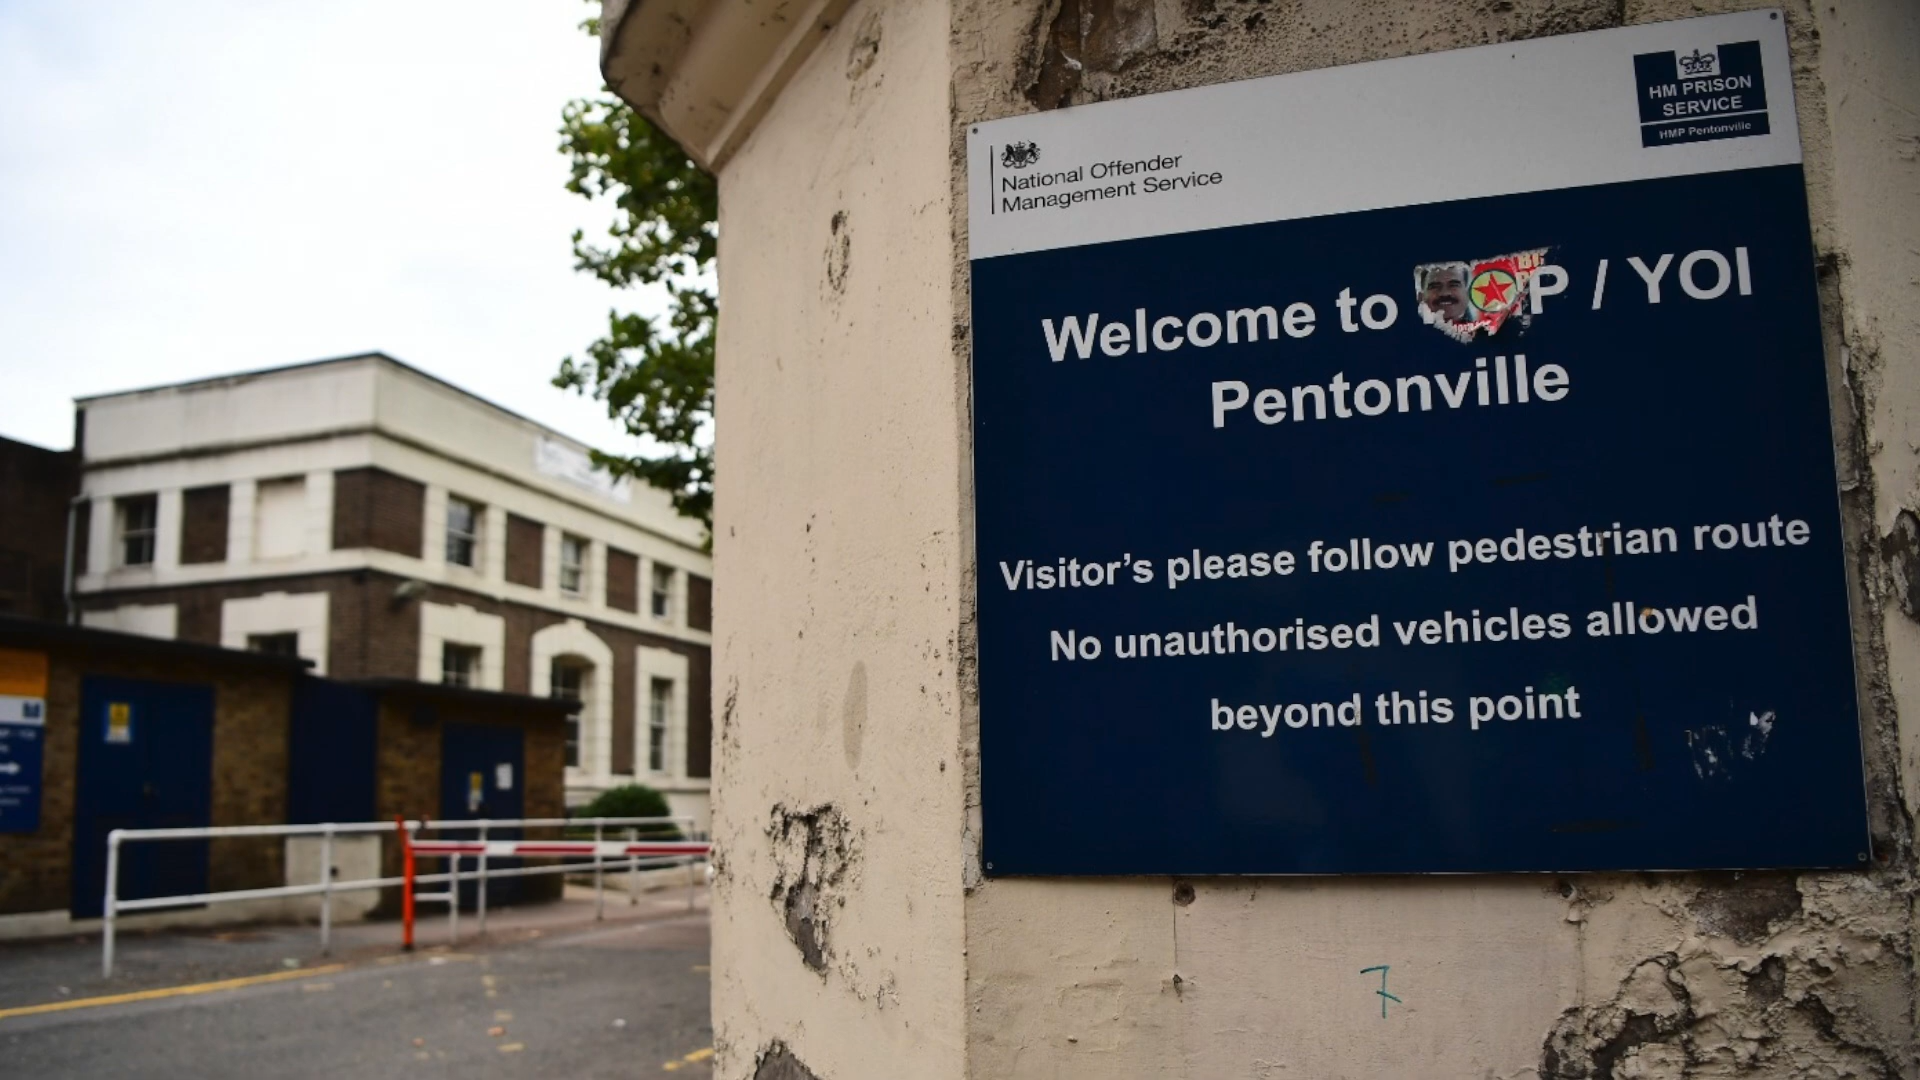 HM PRISON
SERVICE
HMP Pentonville
National Offender
Management Service
Welcome to P / YOI
Pentonville
Visitor's please follow pedestrian route
No unauthorised vehicles allowed
beyond this point
7